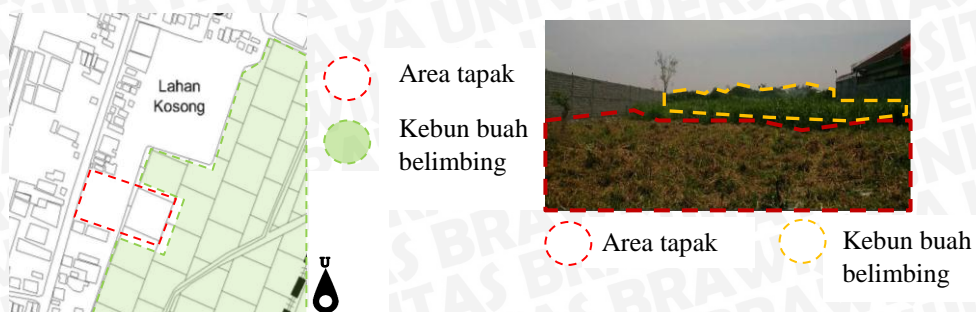 Lahan
Kosong
Area tapak
Kebun buah
belimbing
U
Area tapak
Kebun buah
belimbing